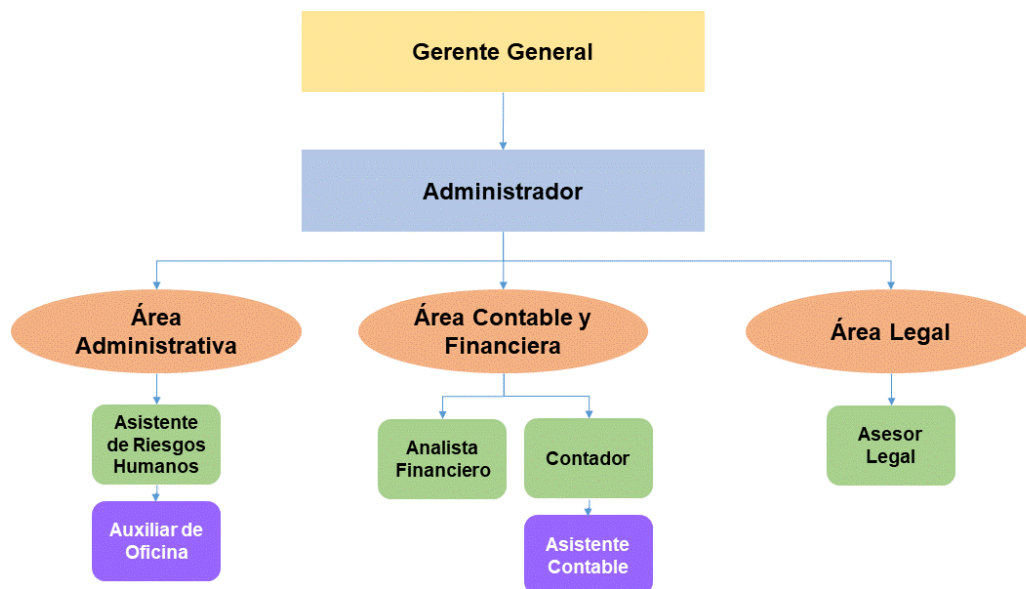 Gerente General
Administrador
Área
Administrativa
Área Contable y
Financiera
Área Legal
Asistente
de Riesgos
Humanos
Analista
Financiero
Contador
Asesor
Legal
Auxiliar de
Oficina
Asistente
Contable